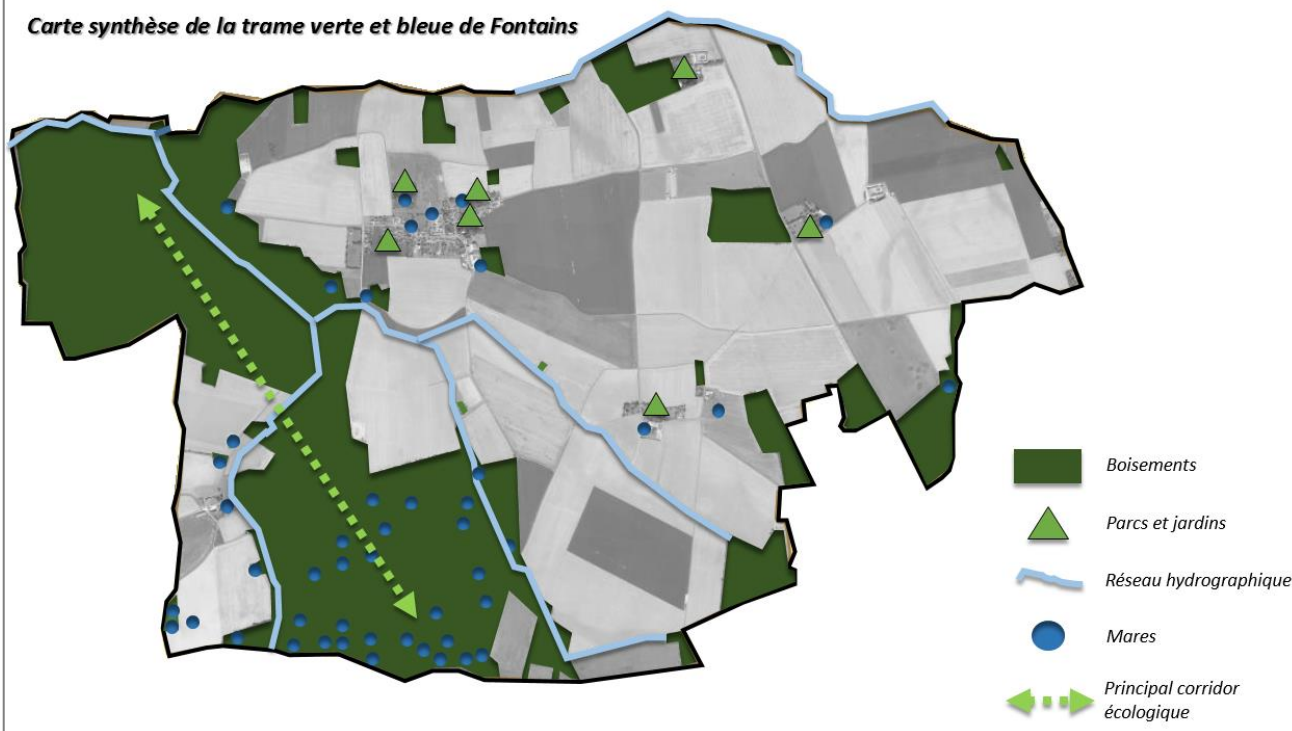 Carte synthèse de la trame verte et bleue de Fontains
Boisements
Parcs et jardins
Réseau hydrographique
Mares
Principal corridor
écologique